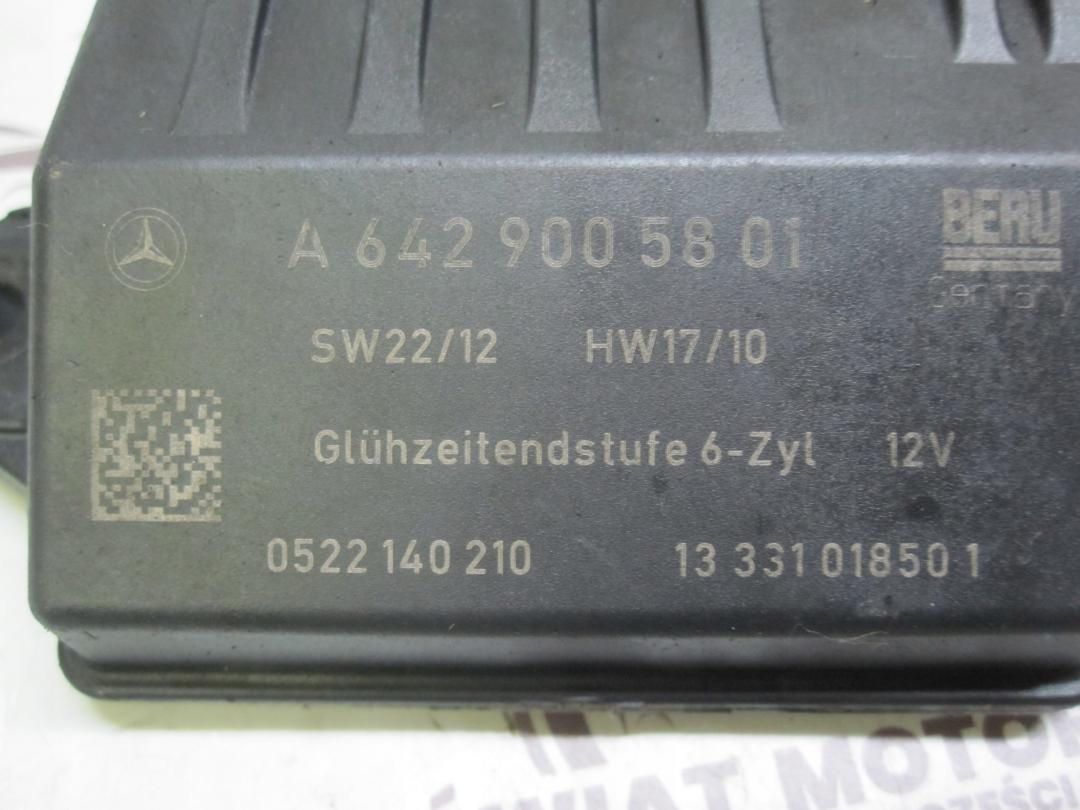 A 642 900 58 01
BERU
Germany
SW22/12 HW17/10
Glühzeitendstufe 6-Zyl 12V
0522 140 210 13 331 01850 1
ŚWIAT MOTO